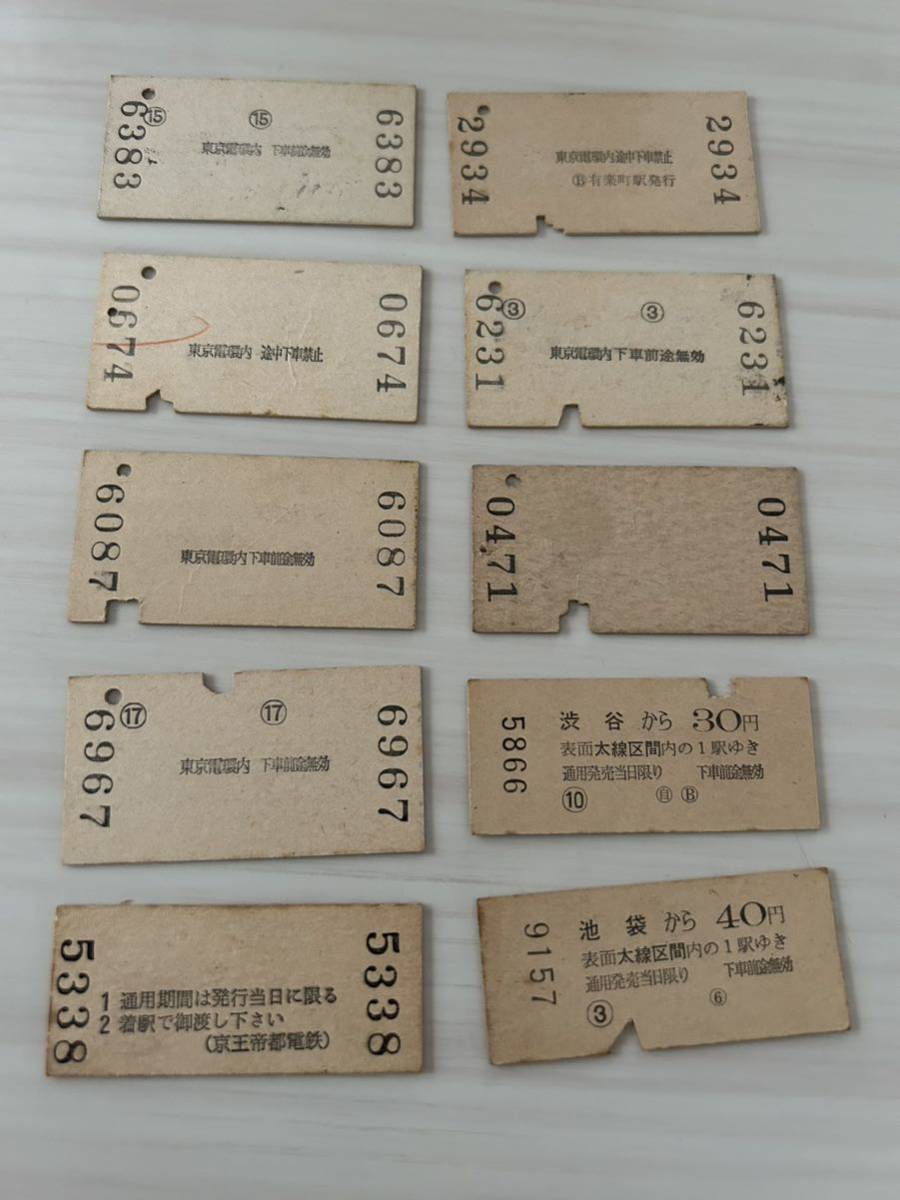 6383
⑮ ⑮
東京電環内 下車前途無効
6383
2934
東京電環内途中下車禁止
Ⓑ有楽町駅発行
2934
0674
東京電環内 途中下車禁止
0674
6231
③ ③
東京電環内下車前途無効
6231
6087
東京電環内 下車前途無効
6087
0471
0471
6967
⑰ ⑰
東京電環内 下車前途無効
6967
5866
渋谷から 30円
表面太線区間内の1駅ゆき
通用発売当日限り 下車前途無効
⑩ ㊐ Ⓑ
5338
1 通用期間は発行当日に限る
2 着駅で御渡し下さい
(京王帝都電鉄)
5338
9157
池袋から 40円
表面太線区間内の1駅ゆき
通用発売当日限り 下車前途無効
③ ⑥